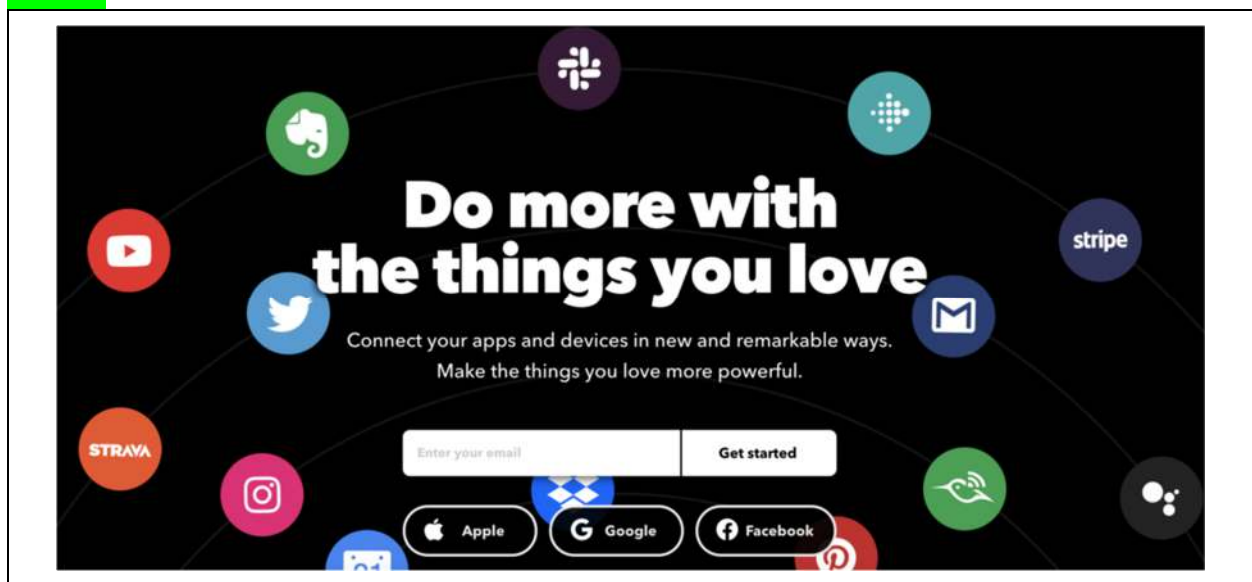 Do more with
the things you love
stripe
Connect your apps and devices in new and remarkable ways.
Make the things you love more powerful.
STRAVA
Enter your email
Get started
Apple
Google
Facebook